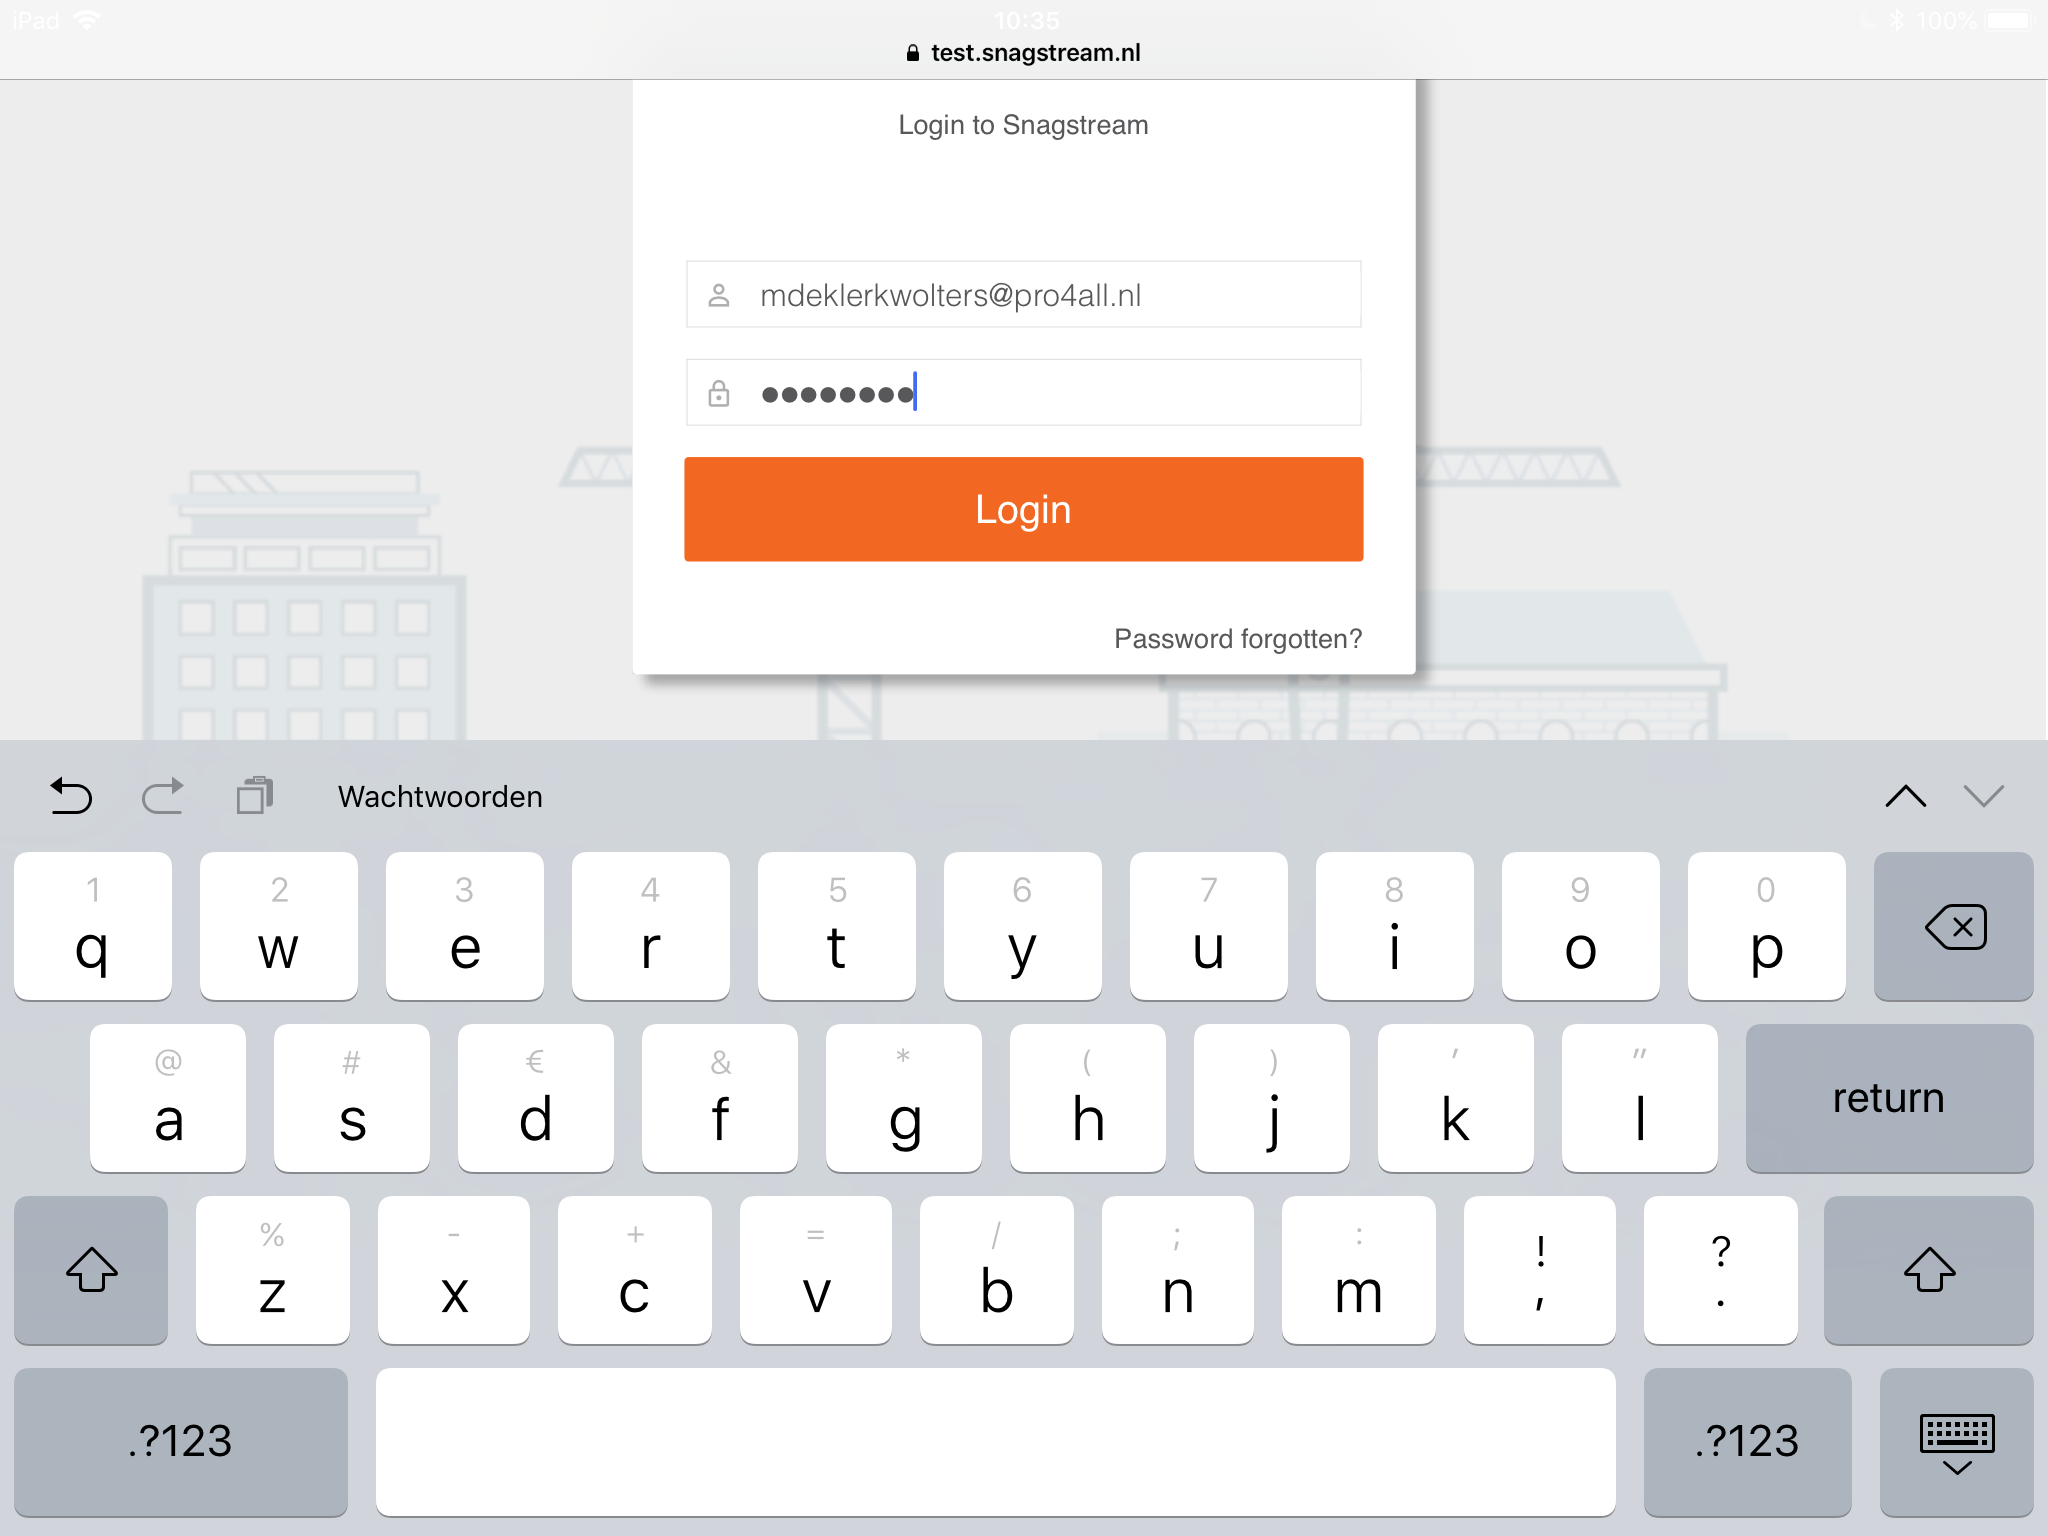 iPad 10:35 100%
test.snagstream.nl
Login to Snagstream
mdeklerkwolters@pro4all.nl
••••••••
Login
Password forgotten?
Wachtwoorden
1 2 3 4 5 6 7 8 9 0
q w e r t y u i o p
@ # € & * ( ) ' "
a s d f g h j k l return
% - + = / ; : ! ?
z x c v b n m , .
.?123 .?123